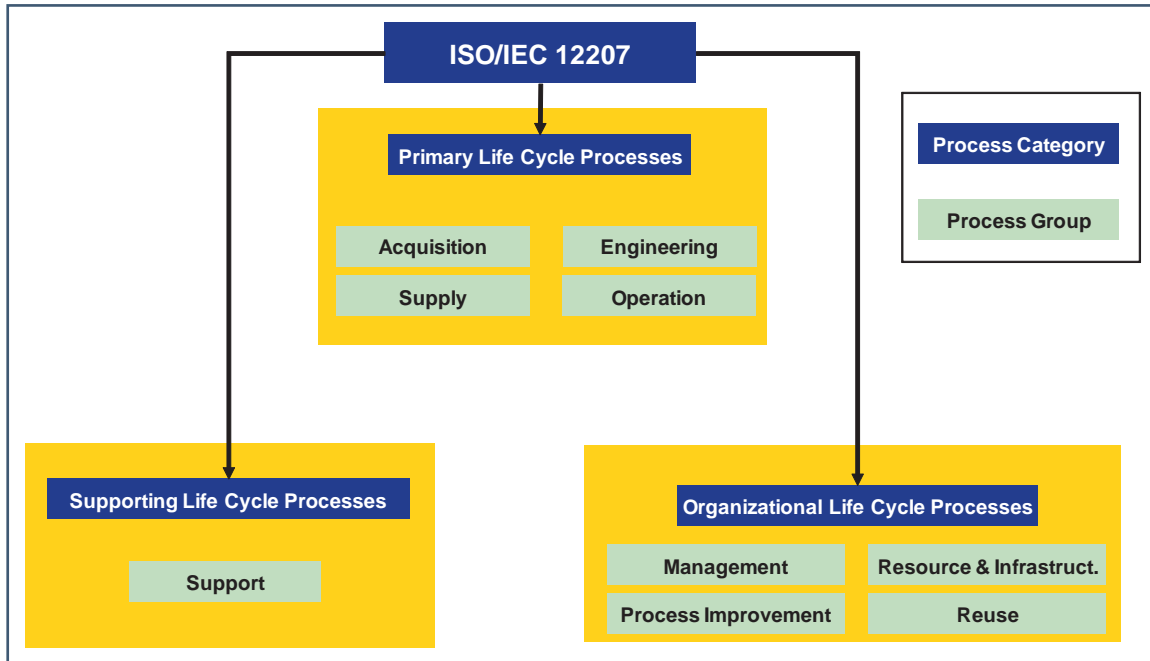 ISO/IEC 12207
Primary Life Cycle Processes
Acquisition
Engineering
Supply
Operation
Process Category
Process Group
Supporting Life Cycle Processes
Support
Organizational Life Cycle Processes
Management
Resource & Infrastruct.
Process Improvement
Reuse